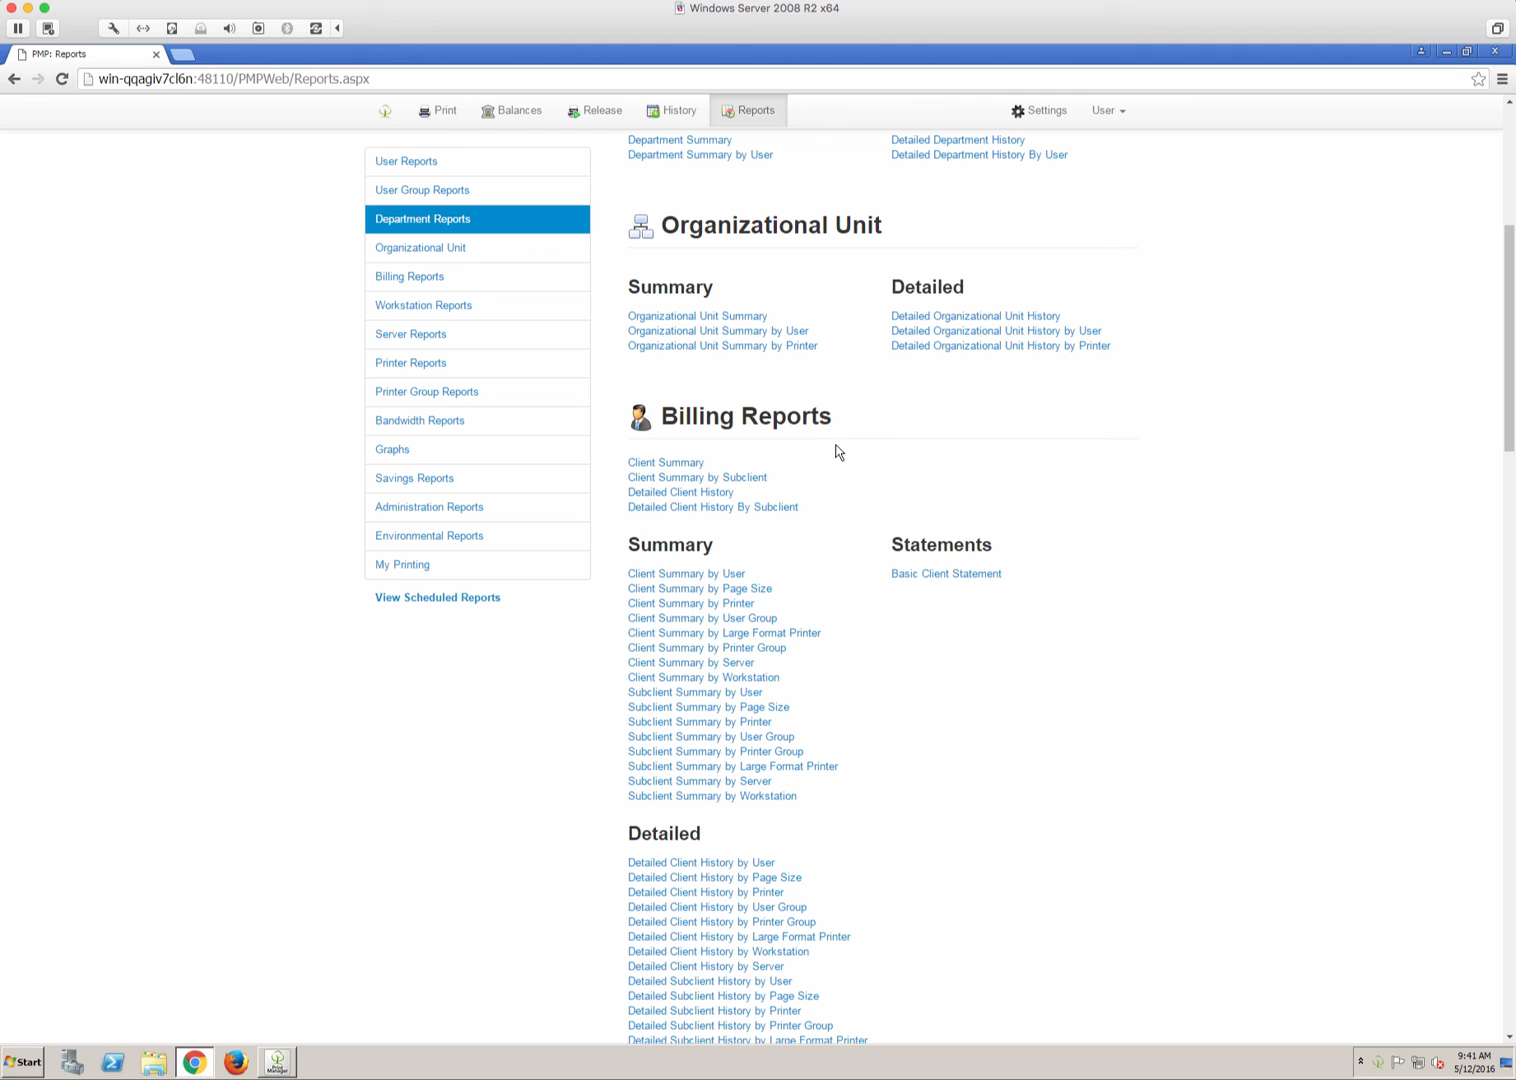 Windows Server 2008 R2 x64
PMP: Reports
win-qqagiv7cl6n:48110/PMPWeb/Reports.aspx
Print
Balances
Release
History
Reports
Settings
User
User Reports
User Group Reports
Department Reports
Organizational Unit
Billing Reports
Workstation Reports
Server Reports
Printer Reports
Printer Group Reports
Bandwidth Reports
Graphs
Savings Reports
Administration Reports
Environmental Reports
My Printing
View Scheduled Reports
Department Summary
Department Summary by User
Detailed Department History
Detailed Department History By User
Organizational Unit
Summary
Organizational Unit Summary
Organizational Unit Summary by User
Organizational Unit Summary by Printer
Detailed
Detailed Organizational Unit History
Detailed Organizational Unit History by User
Detailed Organizational Unit History by Printer
Billing Reports
Client Summary
Client Summary by Subclient
Detailed Client History
Detailed Client History By Subclient
Summary
Client Summary by User
Client Summary by Page Size
Client Summary by Printer
Client Summary by User Group
Client Summary by Large Format Printer
Client Summary by Printer Group
Client Summary by Server
Client Summary by Workstation
Subclient Summary by User
Subclient Summary by Page Size
Subclient Summary by Printer
Subclient Summary by User Group
Subclient Summary by Printer Group
Subclient Summary by Large Format Printer
Subclient Summary by Server
Subclient Summary by Workstation
Statements
Basic Client Statement
Detailed
Detailed Client History by User
Detailed Client History by Page Size
Detailed Client History by Printer
Detailed Client History by User Group
Detailed Client History by Printer Group
Detailed Client History by Large Format Printer
Detailed Client History by Workstation
Detailed Client History by Server
Detailed Subclient History by User
Detailed Subclient History by Page Size
Detailed Subclient History by Printer
Detailed Subclient History by Printer Group
Detailed Subclient History by Large Format Printer
Start
9:41 AM
5/12/2016